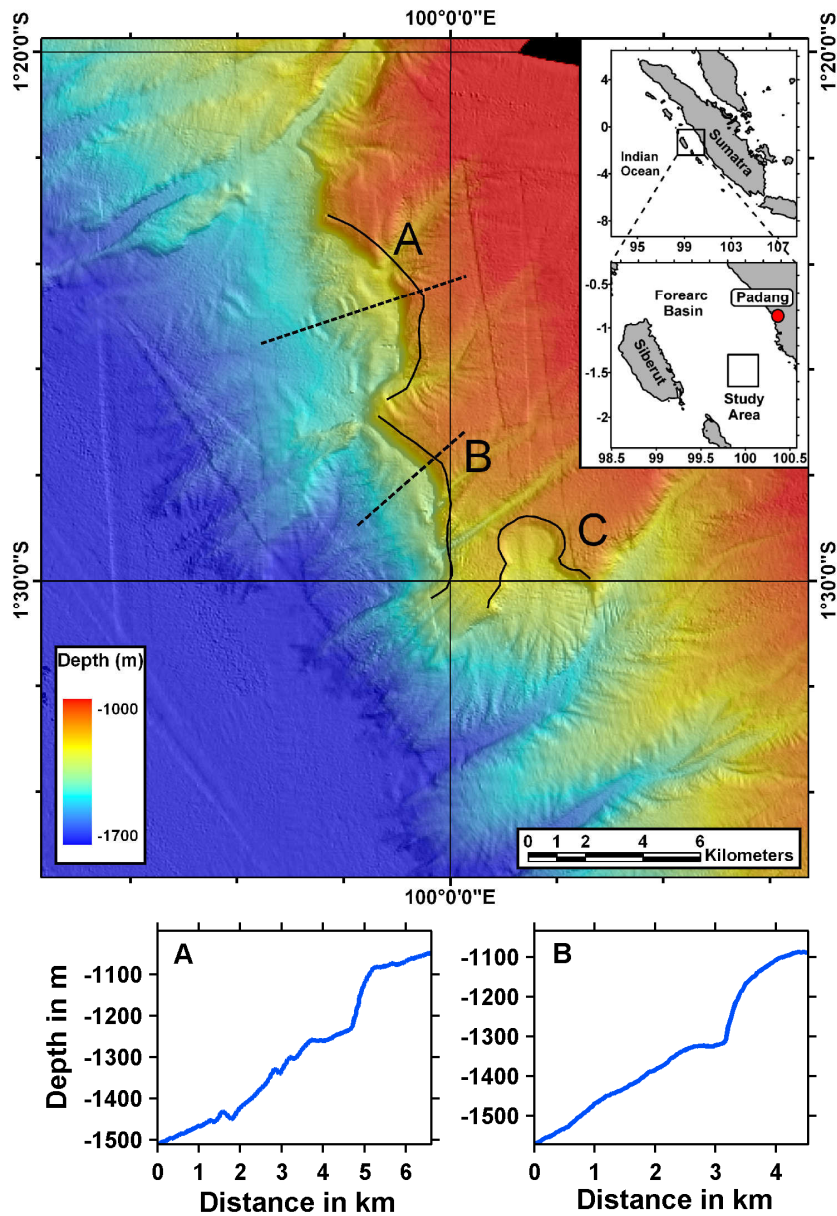 100°0'0"E
1°20'0"S
1°20'0"S
4
0
-4
-8
Sumatra
Indian
Ocean
95
99
103
107
A
-0.5
-1
-1.5
-2
Forearc
Basin
Padang
Siberut
Study
Area
98.5
99
99.5
100
100.5
B
C
1°30'0"S
1°30'0"S
Depth (m)
-1000
-1700
0 1 2 4 6
Kilometers
100°0'0"E
A
Depth in m
-1100
-1200
-1300
-1400
-1500
0 1 2 3 4 5 6
Distance in km
B
-1100
-1200
-1300
-1400
-1500
0 1 2 3 4
Distance in km